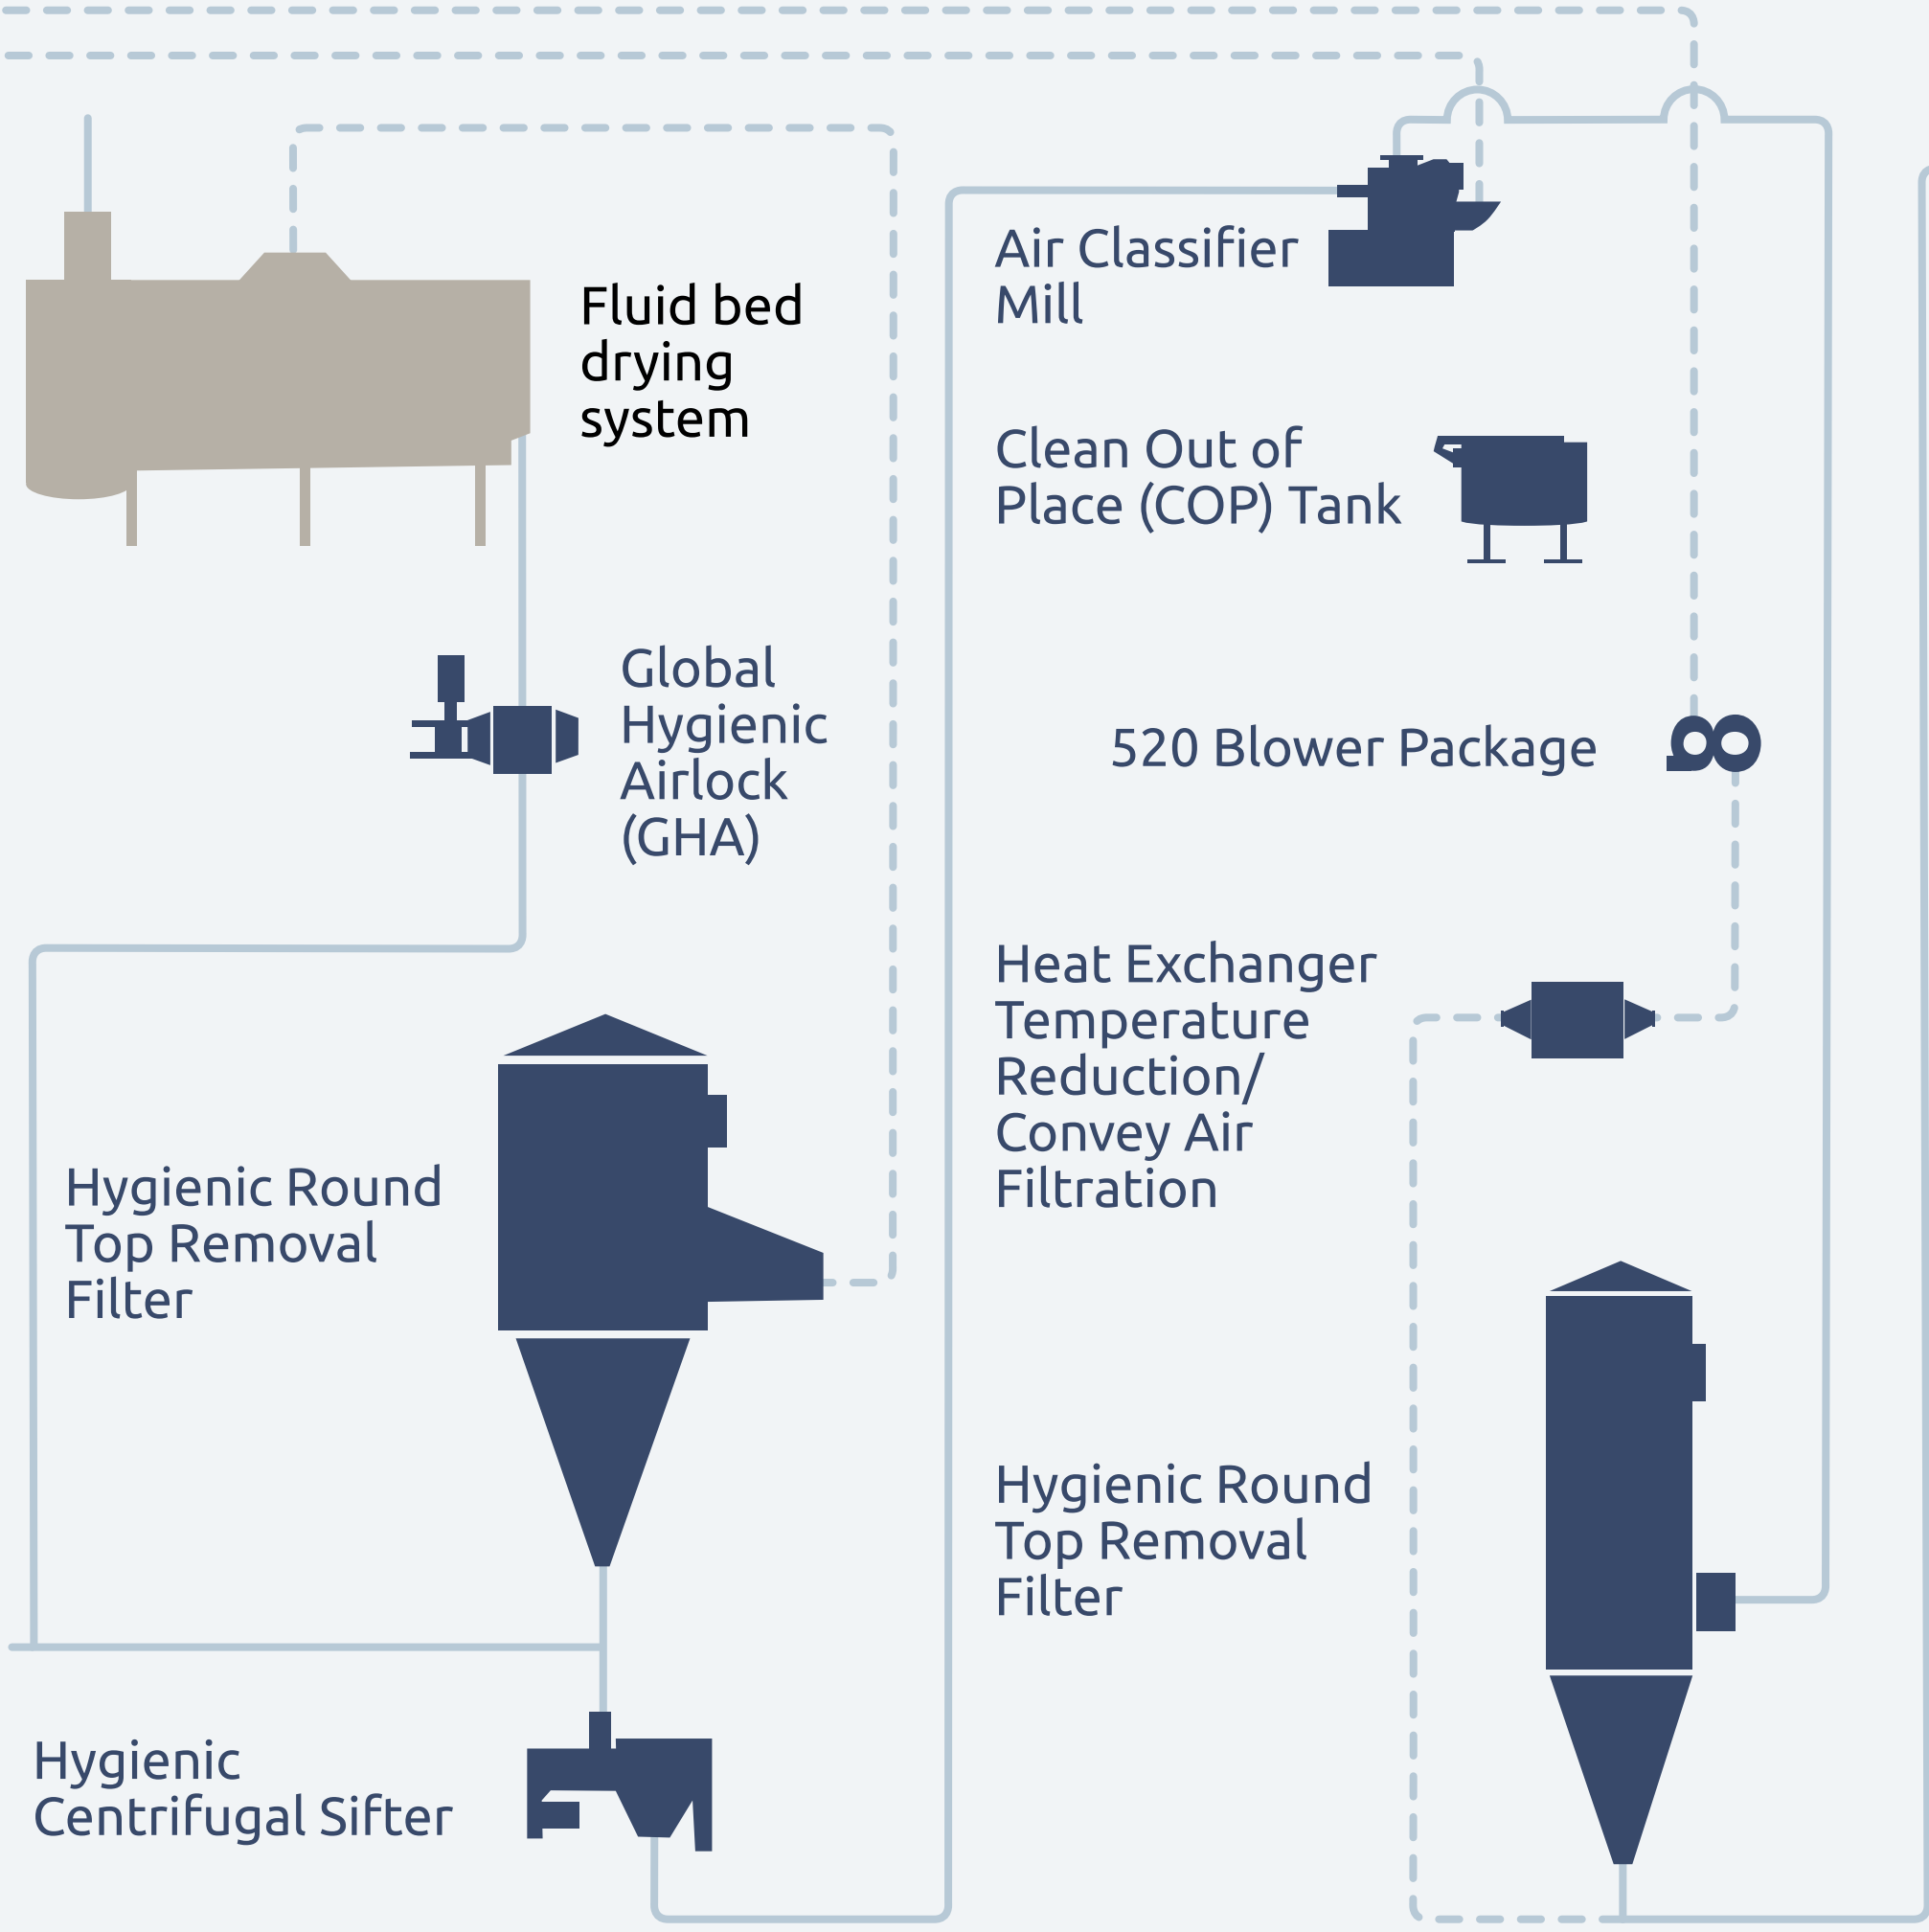 Fluid bed
drying
system
Global
Hygienic
Airlock
(GHA)
Hygienic Round
Top Removal
Filter
Hygienic
Centrifugal Sifter
Air Classifier
Mill
Clean Out of
Place (COP) Tank
520 Blower Package
Heat Exchanger
Temperature
Reduction/
Convey Air
Filtration
Hygienic Round
Top Removal
Filter